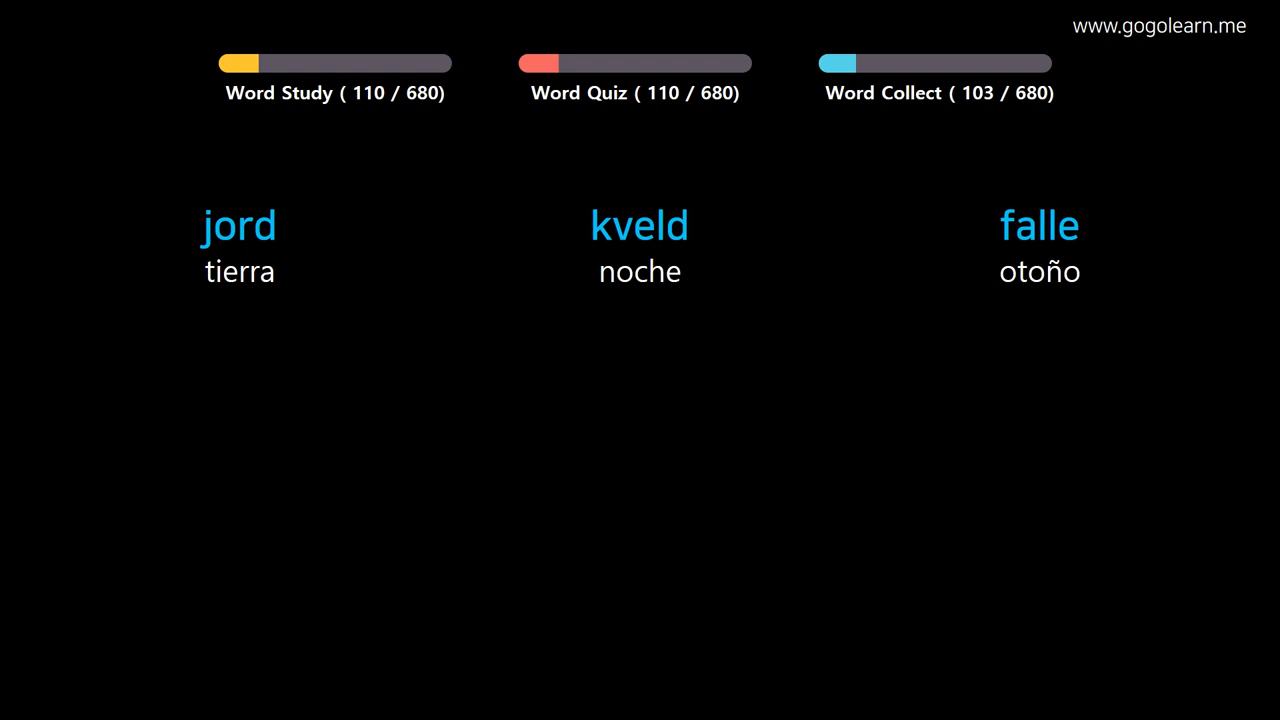 www.gogolearn.me
Word Study ( 110 / 680)
Word Quiz ( 110 / 680)
Word Collect ( 103 / 680)
jord
tierra
kveld
noche
falle
otoño